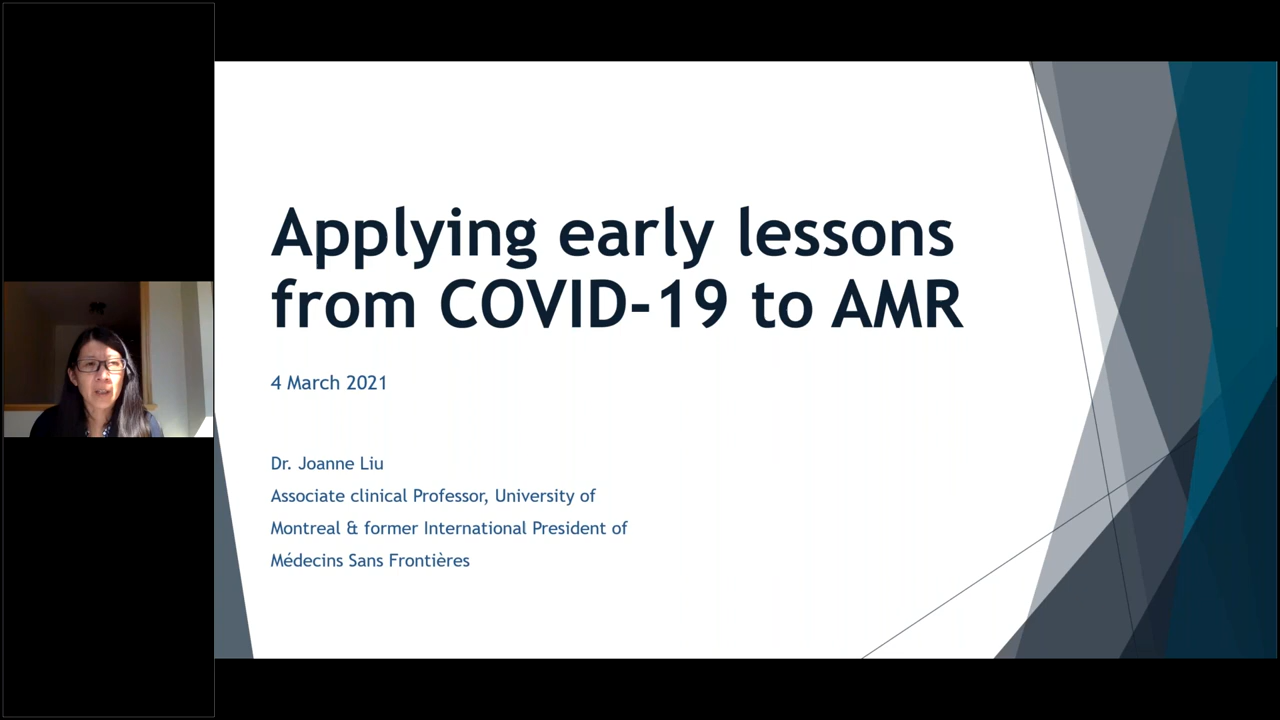 Applying early lessons
from COVID-19 to AMR
4 March 2021
Dr. Joanne Liu
Associate clinical Professor, University of
Montreal & former International President of
Médecins Sans Frontières